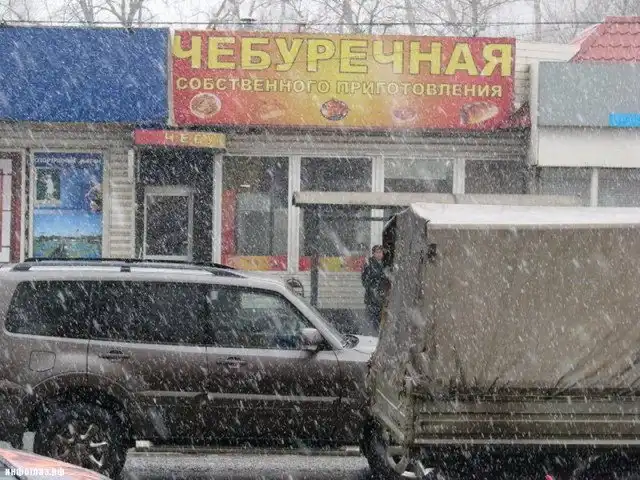 ЧЕБУРЕЧНАЯ
СОБСТВЕННОГО ПРИГОТОВЛЕНИЯ